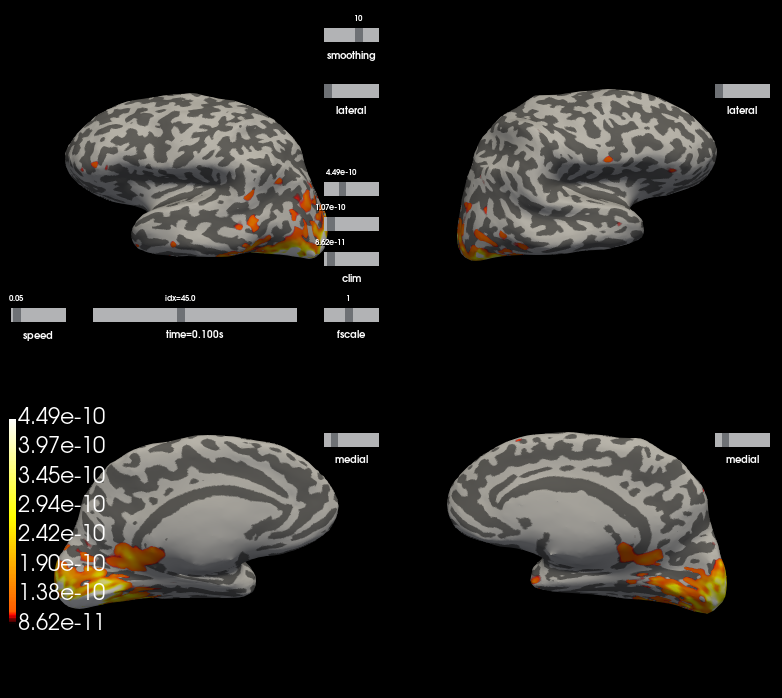 10
smoothing
lateral
lateral
4.49e-10
1.07e-10
8.62e-11
clim
0.05
speed
idx=45.0
time=0.100s
1
fscale
4.49e-10
3.97e-10
3.45e-10
2.94e-10
2.42e-10
1.90e-10
1.38e-10
8.62e-11
medial
medial